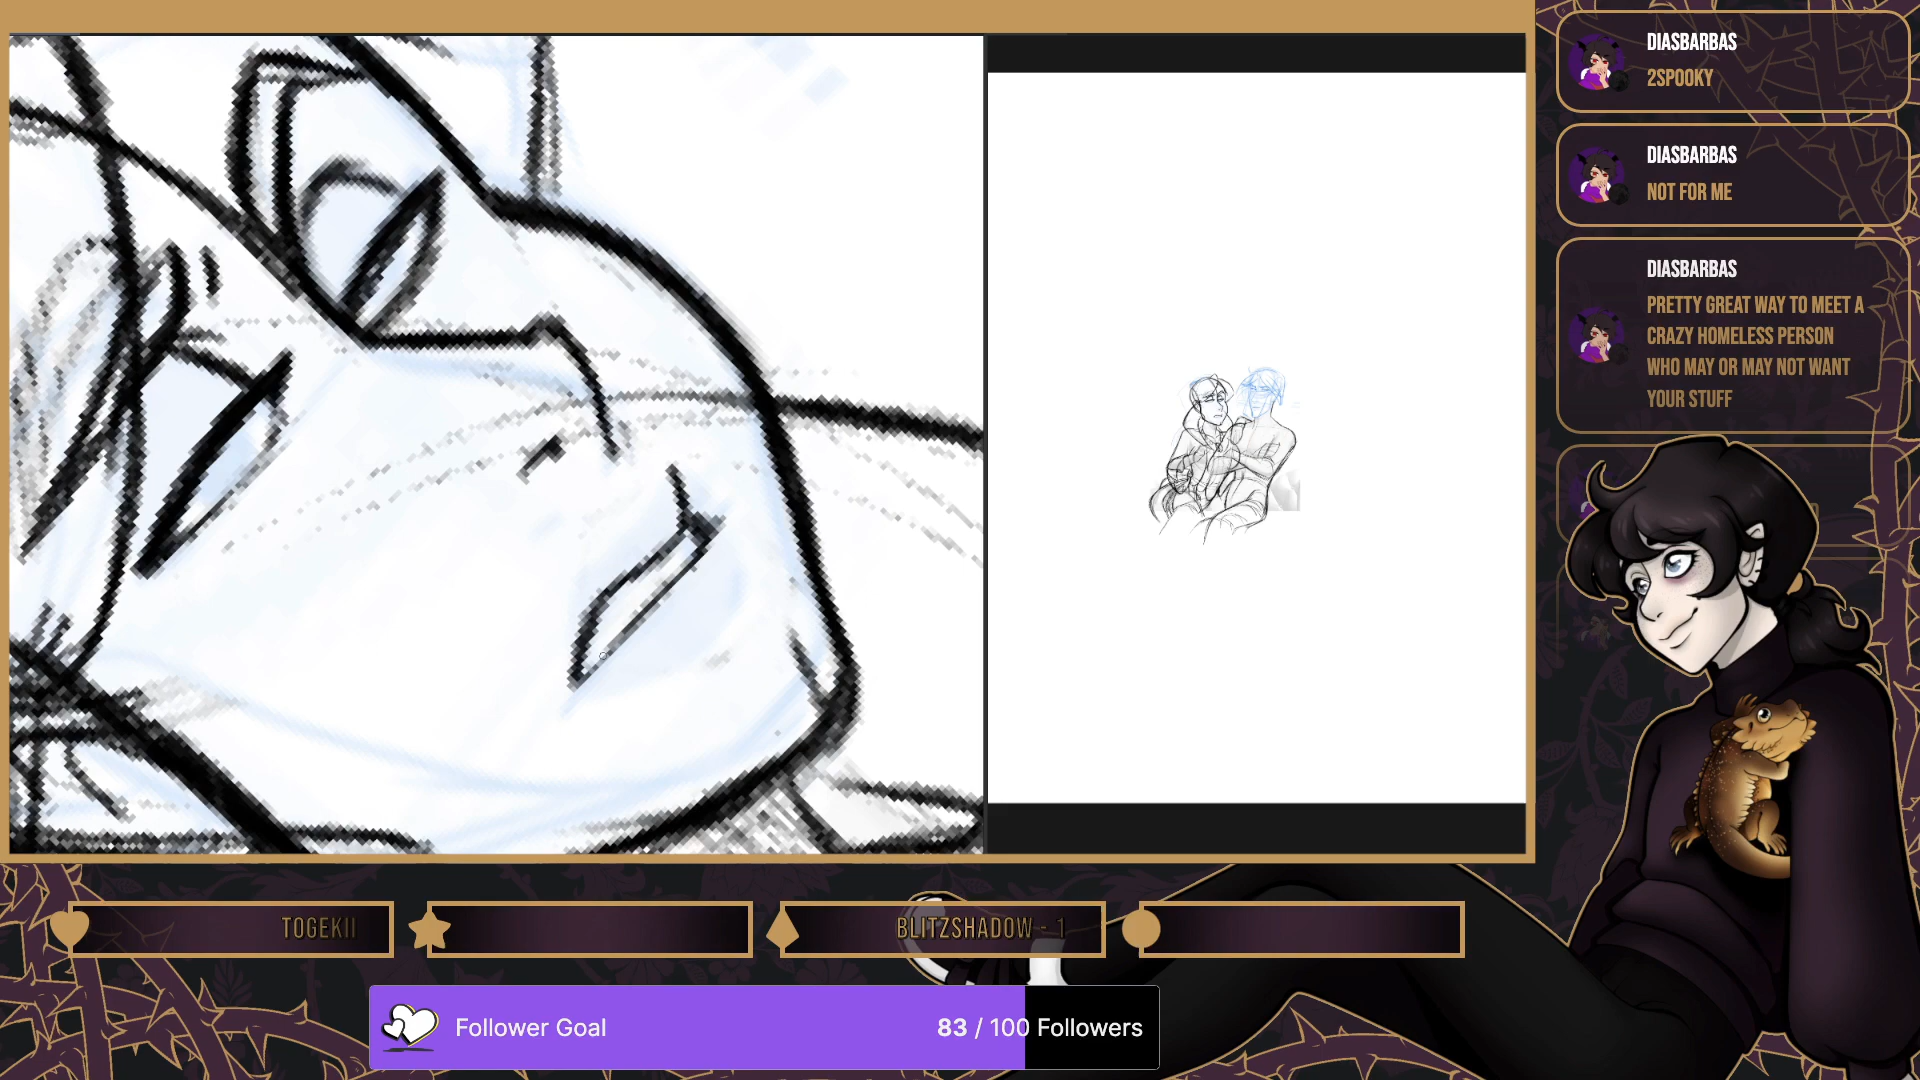 DIASBARBAS
2SPOOKY
DIASBARBAS
NOT FOR ME
DIASBARBAS
PRETTY GREAT WAY TO MEET A
CRAZY HOMELESS PERSON
WHO MAY OR MAY NOT WANT
YOUR STUFF
TOGEKII
BLITZSHADOW - 1
Follower Goal
83 / 100 Followers